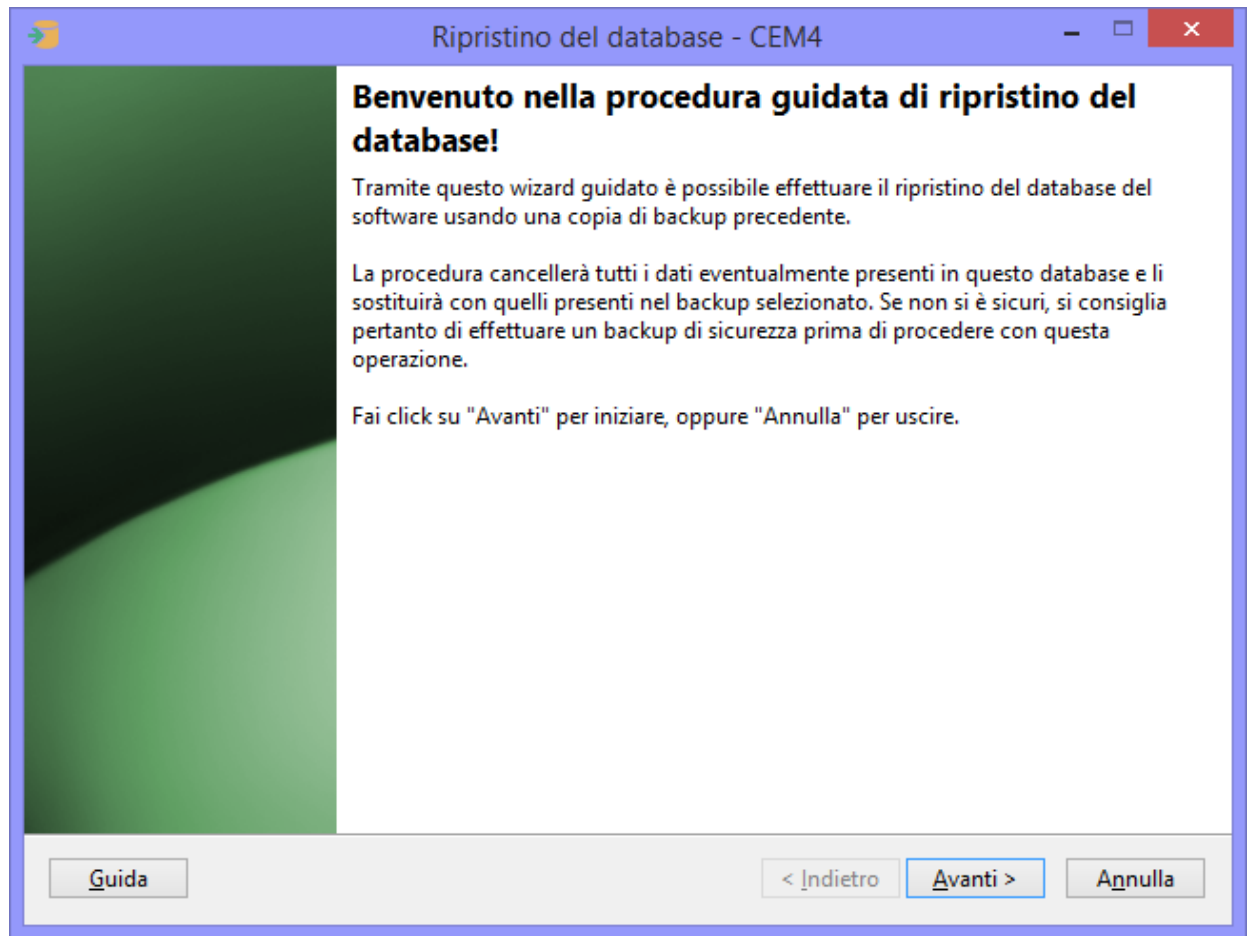 Ripristino del database - CEM4
Benvenuto nella procedura guidata di ripristino del
database!
Tramite questo wizard guidato è possibile effettuare il ripristino del database del
software usando una copia di backup precedente.
La procedura cancellerà tutti i dati eventualmente presenti in questo database e li
sostituirà con quelli presenti nel backup selezionato. Se non si è sicuri, si consiglia
pertanto di effettuare un backup di sicurezza prima di procedere con questa
operazione.
Fai click su "Avanti" per iniziare, oppure "Annulla" per uscire.
Guida < Indietro Avanti > Annulla